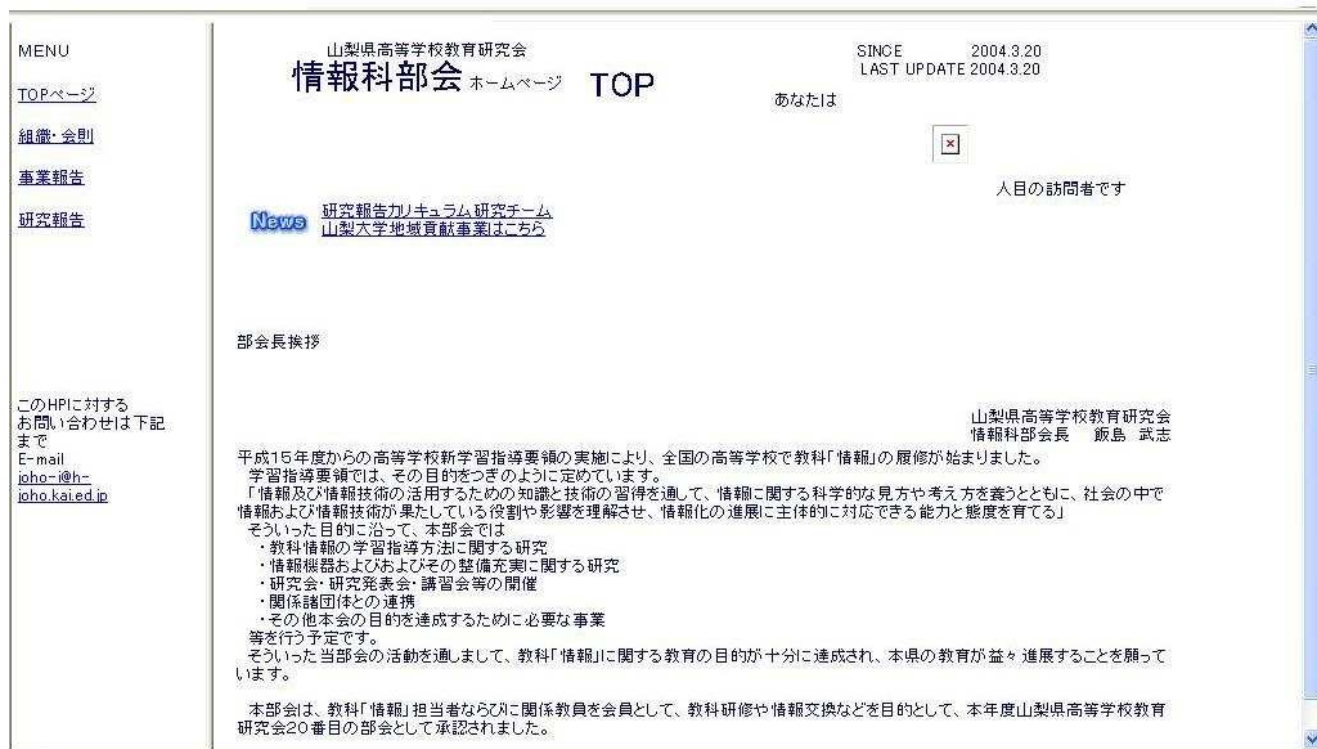 MENU
TOPページ
組織・会則
事業報告
研究報告
このHPに対する
お問い合わせは下記
まで
E-mail
joho-i@h-
joho.kai.ed.jp
山梨県高等学校教育研究会
情報科部会 ホームページ TOP
SINCE 2004.3.20
LAST UPDATE 2004.3.20
あなたは
人目の訪問者です
News
研究報告カリキュラム研究チーム
山梨大学地域貢献事業はこちら
部会長挨拶
山梨県高等学校教育研究会
情報科部会長 飯島 武志
平成15年度からの高等学校新学習指導要領の実施により、全国の高等学校で教科「情報」の履修が始まりました。
学習指導要領では、その目的をつぎのように定めています。
「情報及び情報技術の活用するための知識と技術の習得を通して、情報に関する科学的な見方や考え方を養うとともに、社会の中で
情報および情報技術が果たしている役割や影響を理解させ、情報化の進展に主体的に対応できる能力と態度を育てる」
そういった目的に沿って、本部会では
・教科情報の学習指導方法に関する研究
・情報機器およびおよびその整備充実に関する研究
・研究会・研究発表会・講習会等の開催
・関係諸団体との連携
・その他本会の目的を達成するために必要な事業
等を行う予定です。
そういった当部会の活動を通しまして、教科「情報」に関する教育の目的が十分に達成され、本県の教育が益々進展することを願って
います。
本部会は、教科「情報」担当者ならびに関係教員を会員として、教科研修や情報交換などを目的として、本年度山梨県高等学校教育
研究会20番目の部会として承認されました。